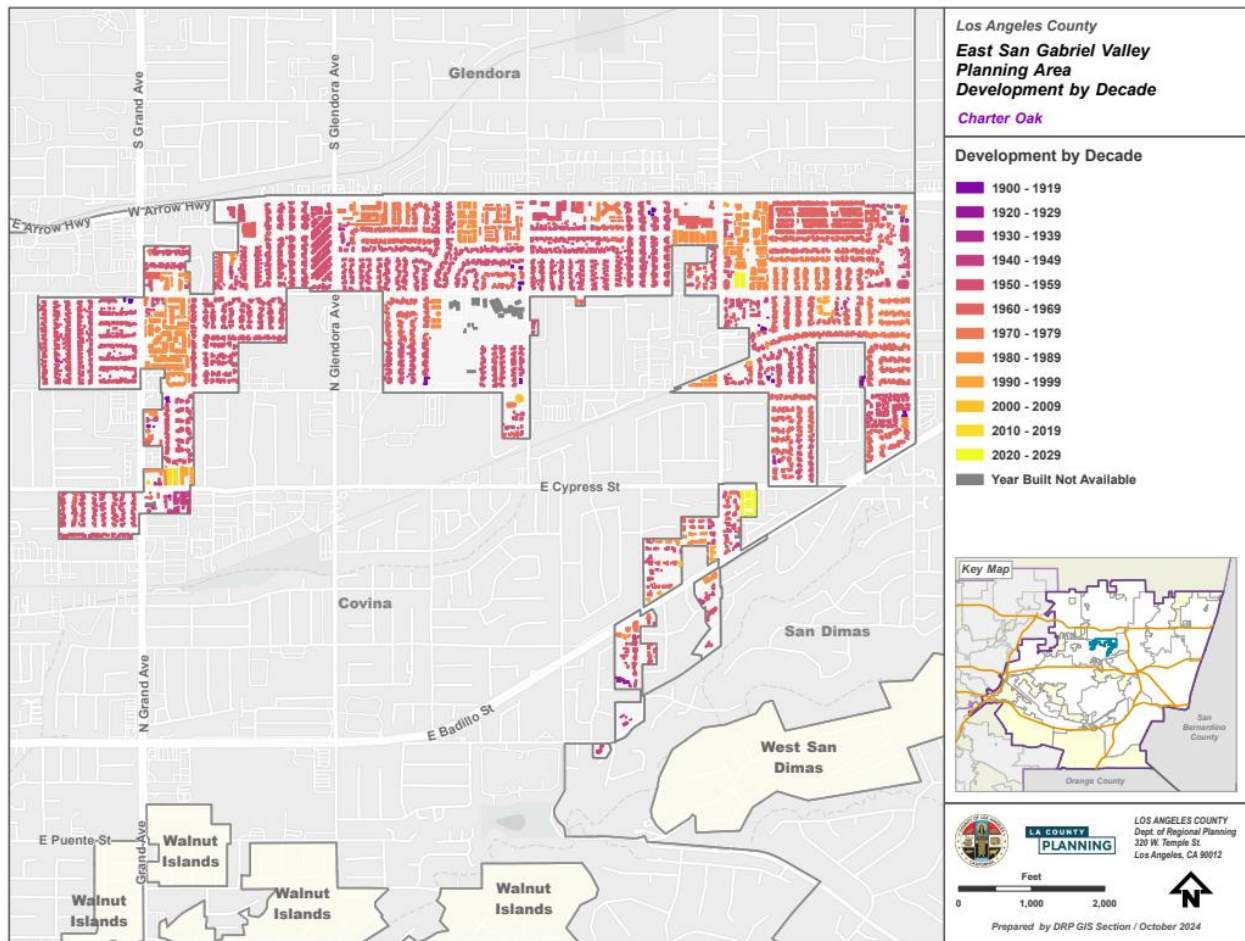 Los Angeles County
East San Gabriel Valley
Planning Area
Development by Decade
Charter Oak
Development by Decade
1900 - 1919
1920 - 1929
1930 - 1939
1940 - 1949
1950 - 1959
1960 - 1969
1970 - 1979
1980 - 1989
1990 - 1999
2000 - 2009
2010 - 2019
2020 - 2029
Year Built Not Available
Glendora
S Grand Ave
S Glendora Ave
E Arrow Hwy
W Arrow Hwy
N Glendora Ave
E Cypress St
Covina
San Dimas
N Grand Ave
E Badillo St
West San
Dimas
E Puente St
Grand Ave
Walnut
Islands
Walnut
Islands
Walnut
Islands
Walnut
Islands
Key Map
San
Bernardino
County
Orange County
COUNTY OF LOS ANGELES
CALIFORNIA
LA COUNTY
PLANNING
LOS ANGELES COUNTY
Dept. of Regional Planning
320 W. Temple St.
Los Angeles, CA 90012
Feet
0 1,000 2,000
N
Prepared by DRP GIS Section / October 2024